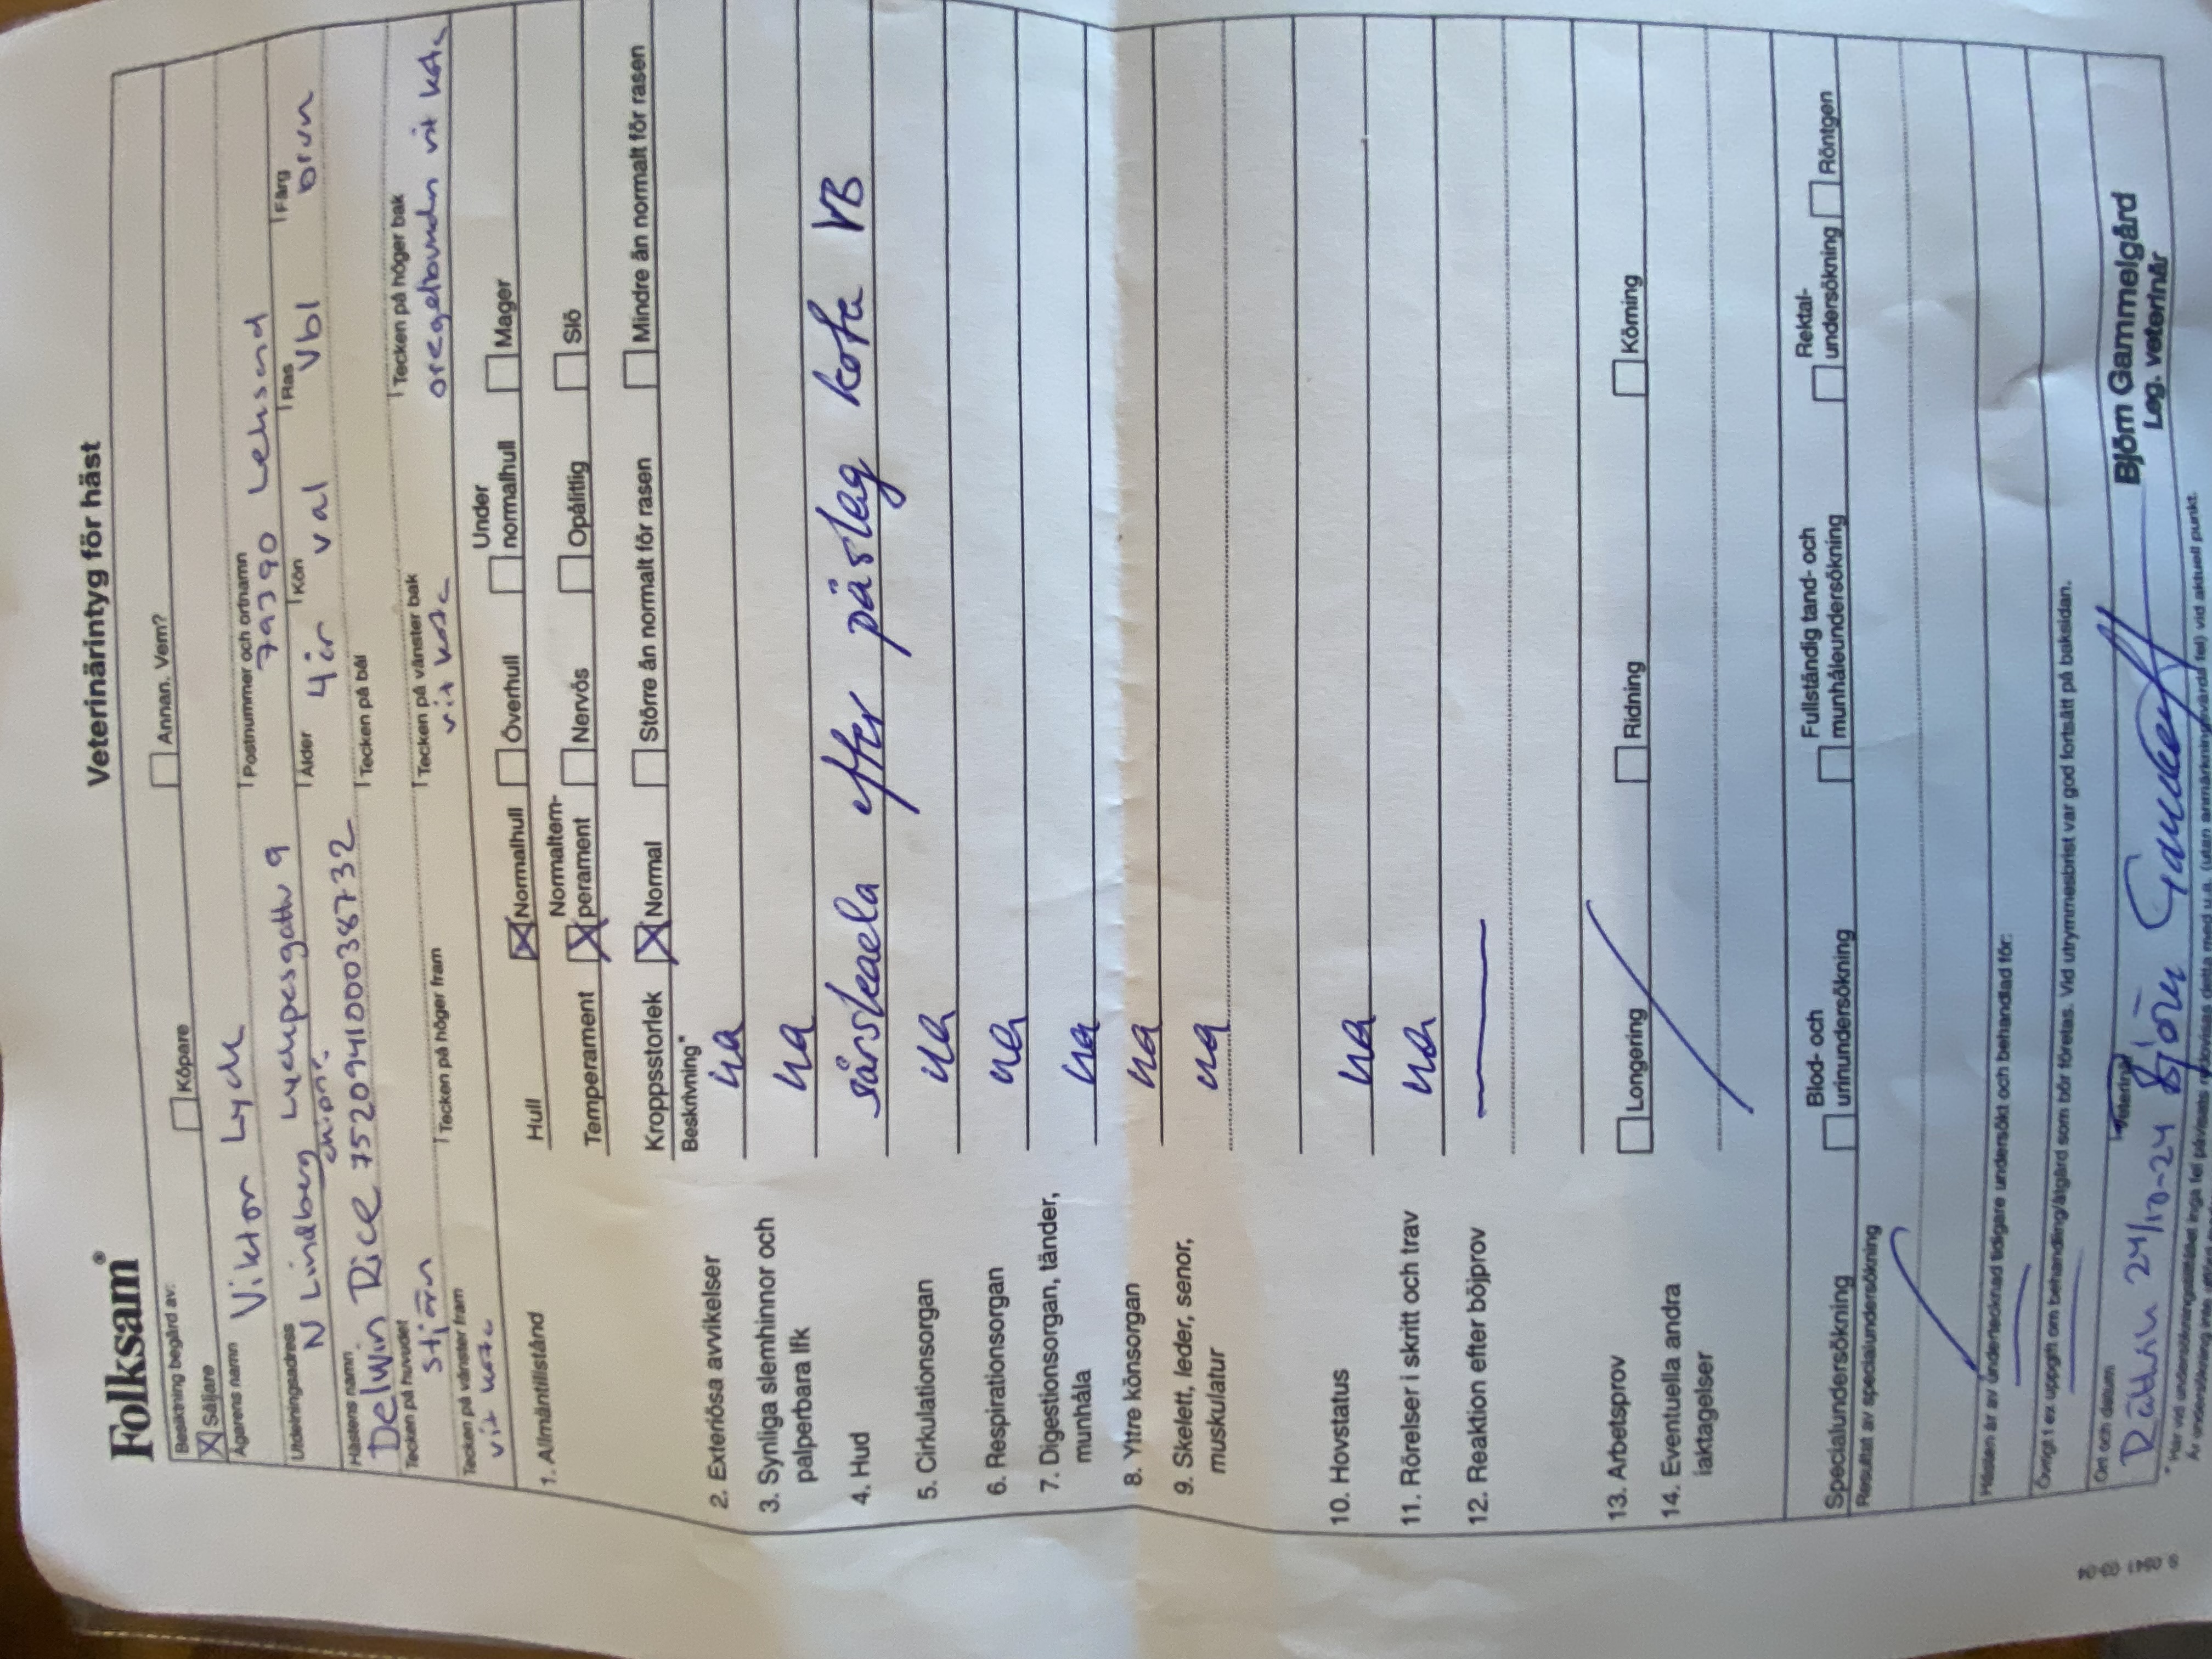 Folksam®
Veterinärintyg för häst
Besiktning begärd av:
Säljare
Köpare
Annan. Vem?
Ägarens namn
Viktor Lych
Utdelningsadress
N Lindberg
9
Postnummer och ortnamn
79390
Hästens namn
Delwin Rice
chipnr:
752094100038732
Ålder
4 år
Kön
val
Ras
Vbl
Färg
brun
Tecken på huvudet
stjärn
Tecken på bål
Tecken på vänster fram
vit kota
Tecken på höger fram
Tecken på vänster bak
vit kota
Tecken på höger bak
oregelbunden vit kota
1. Allmäntillstånd
Hull
Normalhull
Överhull
Under normalhull
Mager
Temperament
Normaltem-
perament
Nervös
Opålitlig
Slö
Kroppsstorlek
Normal
Större än normalt för rasen
Mindre än normalt för rasen
Beskrivning*
2. Exteriösa avvikelser
ua
3. Synliga slemhinnor och
palperbara lfk
ua
4. Hud
efter påslag kota VB
5. Cirkulationsorgan
ua
6. Respirationsorgan
ua
7. Digestionsorgan, tänder,
munhåla
ua
8. Yttre könsorgan
ua
9. Skelett, leder, senor,
muskulatur
ua
10. Hovstatus
ua
11. Rörelser i skritt och trav
ua
12. Reaktion efter böjprov
13. Arbetsprov
Longering
Ridning
Körning
14. Eventuella andra
iakttagelser
Specialundersökning
Blod- och
urinundersökning
Fullständig tand- och
munhåleundersökning
Rektal-
undersökning
Röntgen
Resultat av specialundersökning
Hästen är av undertecknad tidigare undersökt och behandlad för:
Övrigt t ex uppgift om behandling/åtgärd som bör företas. Vid utrymmesbrist var god fortsätt på baksidan.
Ort och datum
24/10-24
Veterinär
Björn
Björn Gammelgård
Leg. veterinär